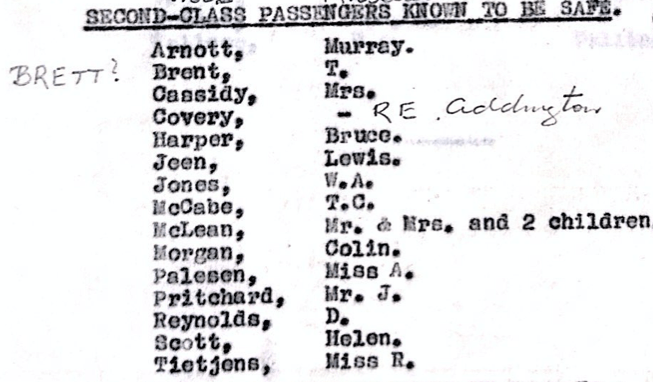 SECOND-CLASS PASSENGERS KNOWN TO BE SAFE.
Arnott, Murray.
BRETT? Brent, T.
Cassidy, Mrs.
Covery, - R E. Addington
Harper, Bruce.
Jeen, Lewis.
Jones, W.A.
McCabe, T.C.
McLean, Mr. & Mrs. and 2 children
Morgan, Colin.
Palesen, Miss A.
Pritchard, Mr. J.
Reynolds, D.
Scott, Helen.
Tietjens, Miss R.